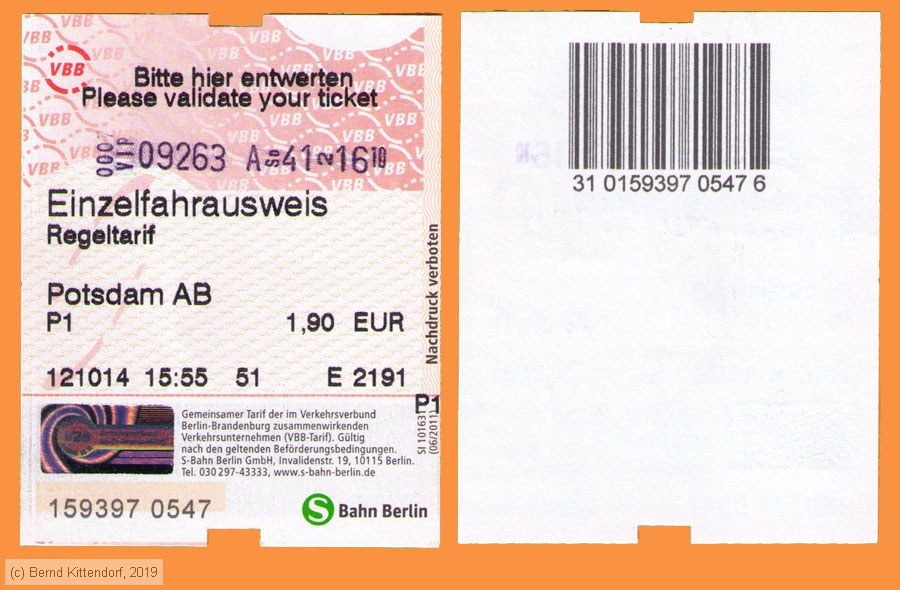 VBB
Bitte hier entwerten
Please validate your ticket
09263 A 41 16
Einzelfahrausweis
Regeltarif
Potsdam AB
P1 1,90 EUR
121014 15:55 51 E 2191
Nachdruck verboten
P1
SI 101631
(06/2011)
VBB
Gemeinsamer Tarif der im Verkehrsverbund
Berlin-Brandenburg zusammenwirkenden
Verkehrsunternehmen (VBB-Tarif). Gültig
nach den geltenden Beförderungsbedingungen.
S-Bahn Berlin GmbH, Invalidenstr. 19, 10115 Berlin.
Tel. 030 297-43333, www.s-bahn-berlin.de
159397 0547
S Bahn Berlin
31 0159397 0547 6
(c) Bernd Kittendorf, 2019